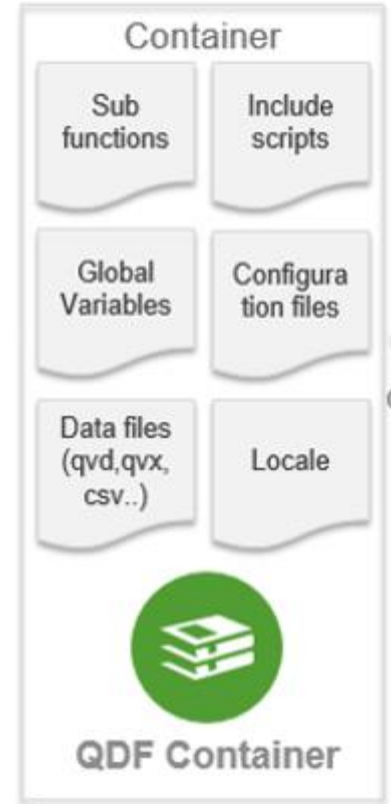 Container
Sub
functions
Include
scripts
Global
Variables
Configura
tion files
Data files
(qvd,qvx,
csv..)
Locale
QDF Container